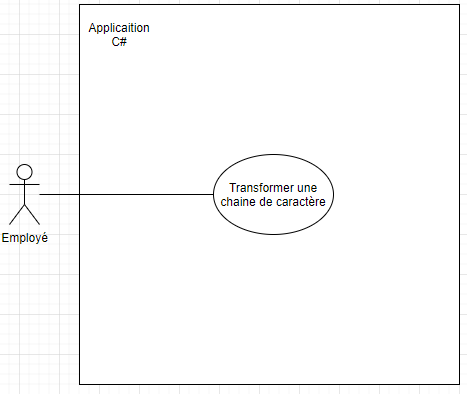 Applicaition
C#
Transformer une
chaine de caractère
Employé